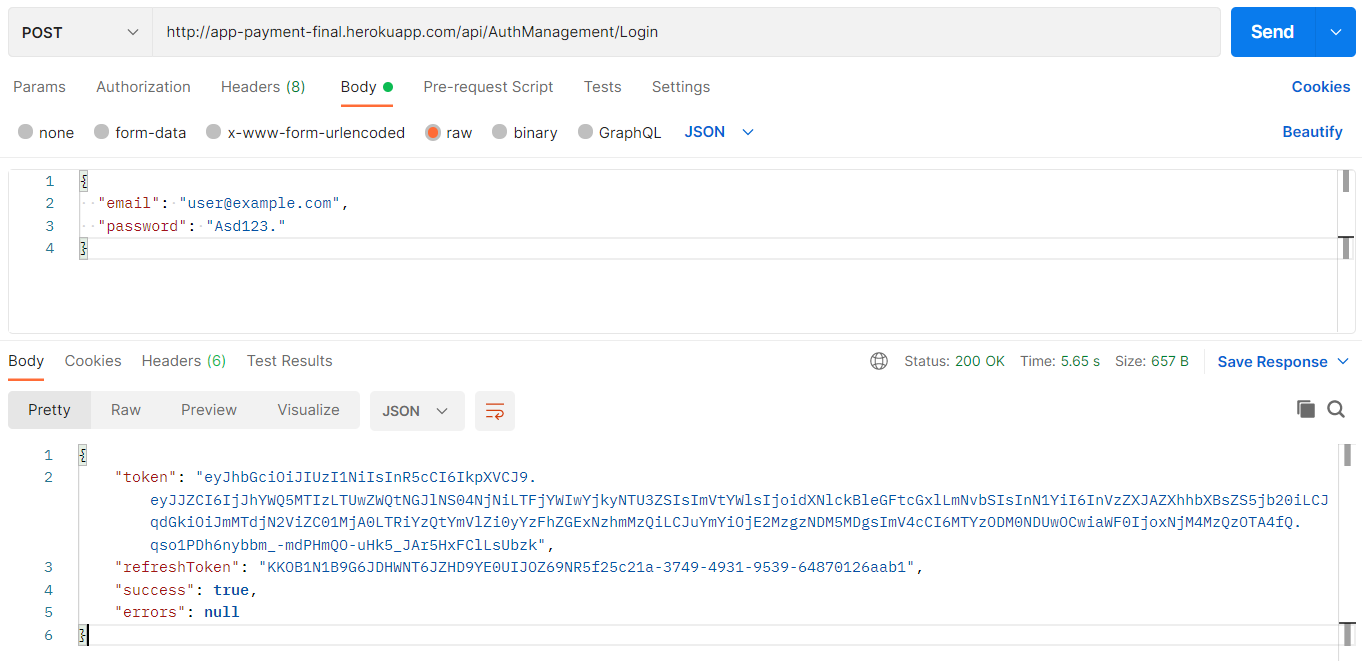 POST http://app-payment-final.herokuapp.com/api/AuthManagement/Login Send
Params Authorization Headers (8) Body Pre-request Script Tests Settings Cookies
none form-data x-www-form-urlencoded raw binary GraphQL JSON Beautify
1 {
2 "email": "user@example.com",
3 "password": "Asd123."
4 }
Body Cookies Headers (6) Test Results Status: 200 OK Time: 5.65 s Size: 657 B Save Response
Pretty Raw Preview Visualize JSON
1 {
2 "token": "eyJhbGciOiJIUzI1NiIsInR5cCI6IkpXVCJ9.
eyJJZCI6IjJhYWQ5MTIzLTUwZWQtNGJlNS04NjNiLTFjYWIwYjkyNTU3ZSIsImVtYWlsIjoidXNlckBleGFtcGxlLmNvbSIsInN1YiI6InVzZXJAZXhhbXBsZS5jb20iLCJ
qdGkiOiJmMTdjN2ViZC01MjA0LTRiYzQtYmVlZi0yYzFhZGExNzhmMzQiLCJuYmYiOjE2MzgzNDM5MDgsImV4cCI6MTYzODM0NDUwOCwiaWF0IjoxNjM4MzQzOTA4fQ.
qso1PDh6nybbm_-mdPHmQO-uHk5_JAr5HxFClLsUbzk",
3 "refreshToken": "KKOB1N1B9G6JDHWNT6JZHD9YE0UIJOZ69NR5f25c21a-3749-4931-9539-64870126aab1",
4 "success": true,
5 "errors": null
6 }